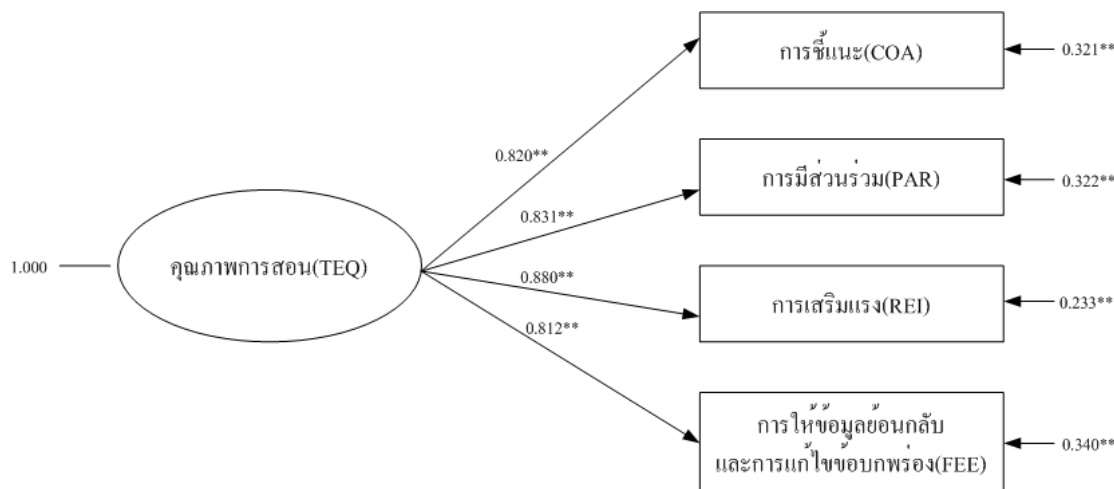 การชี้แนะ(COA)
0.321**
0.820**
การมีส่วนร่วม(PAR)
0.322**
0.831**
1.000
คุณภาพการสอน(TEQ)
0.880**
การเสริมแรง(REI)
0.233**
0.812**
การให้ข้อมูลย้อนกลับ
และการแก้ไขข้อบกพร่อง(FEE)
0.340**